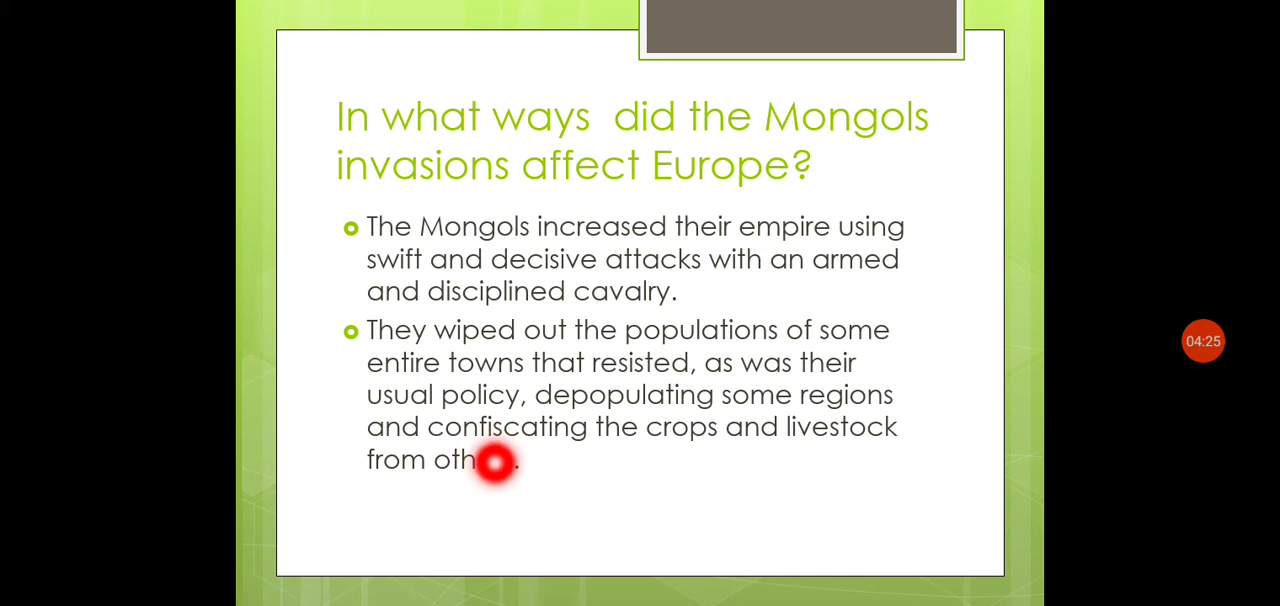 In what ways did the Mongols
invasions affect Europe?
The Mongols increased their empire using
swift and decisive attacks with an armed
and disciplined cavalry.
They wiped out the populations of some
entire towns that resisted, as was their
usual policy, depopulating some regions
and confiscating the crops and livestock
from
04:25